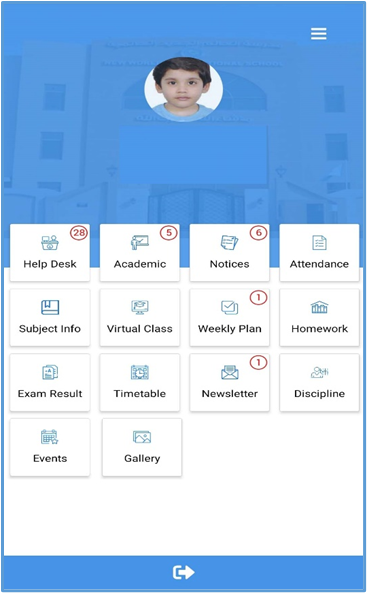 28
5
6
Help Desk
Academic
Notices
Attendance
1
Subject Info
Virtual Class
Weekly Plan
Homework
1
Exam Result
Timetable
Newsletter
Discipline
Events
Gallery